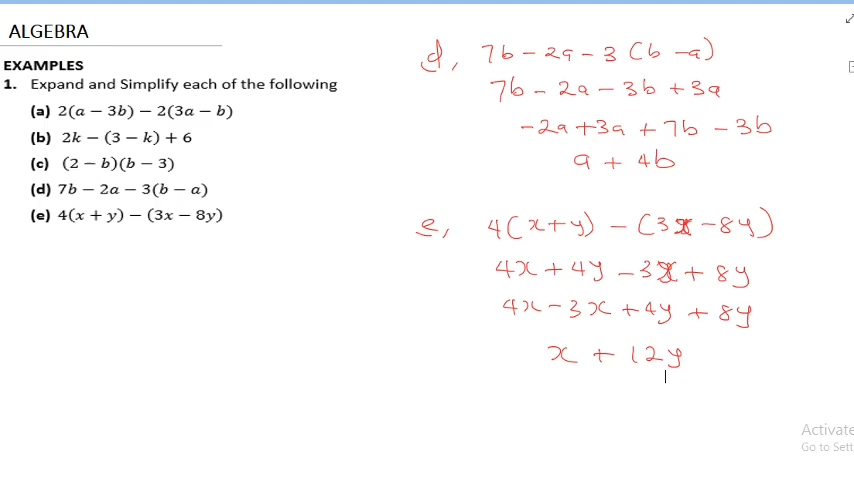 ALGEBRA
EXAMPLES
1. Expand and Simplify each of the following
(a) 2(a − 3b) − 2(3a − b)
(b) 2k − (3 − k) + 6
(c) (2 − b)(b − 3)
(d) 7b − 2a − 3(b − a)
(e) 4(x + y) − (3x − 8y)
d, 7b − 2a − 3 (b − a)
7b − 2a − 3b + 3a
−2a + 3a + 7b − 3b
a + 4b
e, 4(x + y) − (3x − 8y)
4x + 4y − 3x + 8y
4x − 3x + 4y + 8y
x + 12y
Activate
Go to Sett